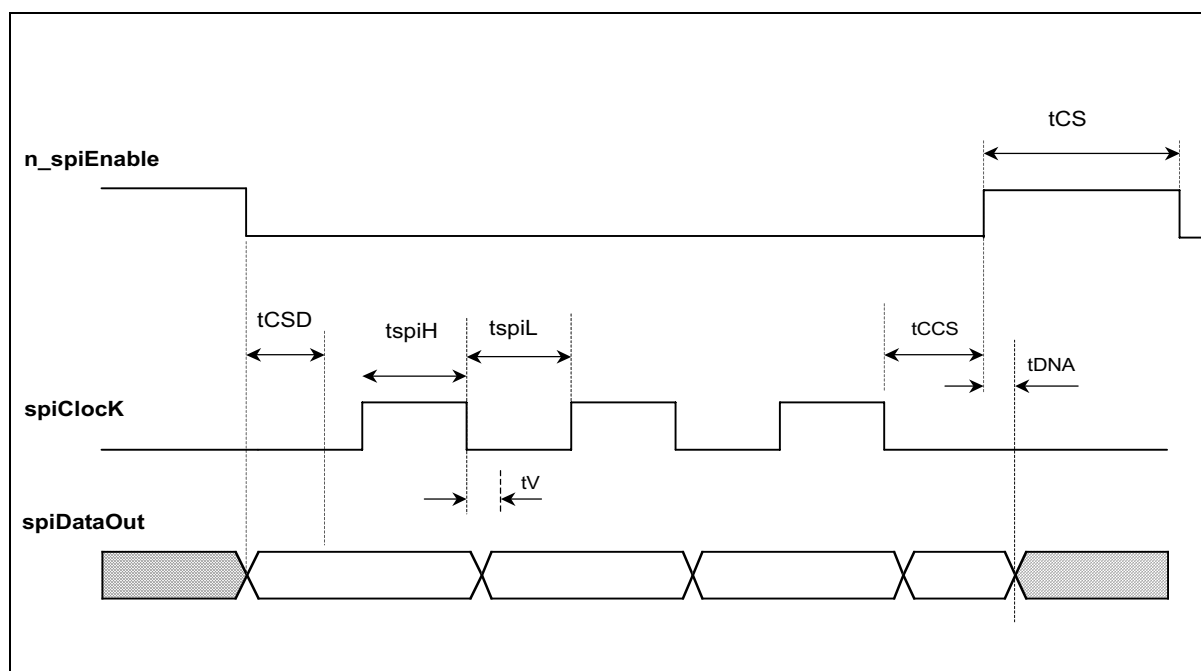 tCS
n_spiEnable
tCSD
tspiH
tspiL
tCCS
tDNA
spiClocK
tV
spiDataOut